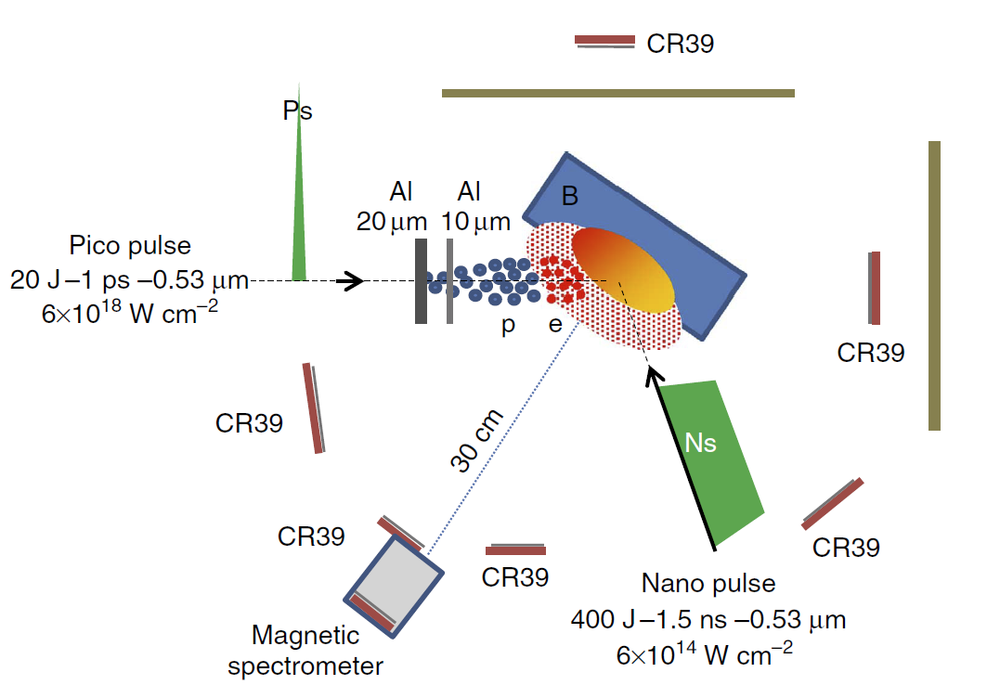 CR39
Ps
Al
20 μm
Al
10 μm
B
Pico pulse
20 J–1 ps –0.53 μm
6×10¹⁸ W cm⁻²
p
e
CR39
CR39
30 cm
Ns
CR39
CR39
CR39
Nano pulse
400 J–1.5 ns –0.53 μm
6×10¹⁴ W cm⁻²
Magnetic
spectrometer